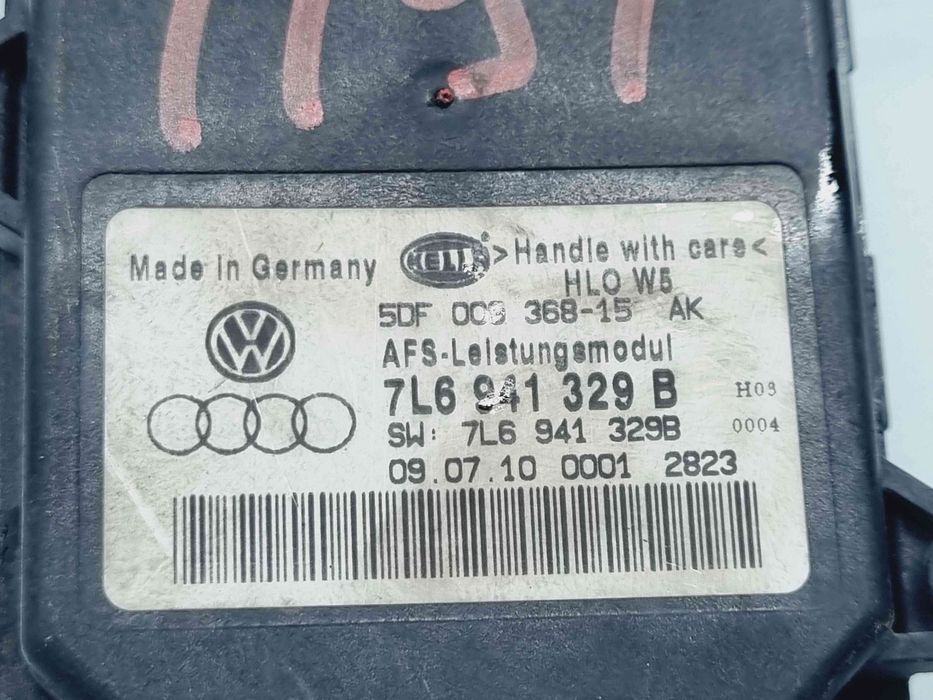 Made in Germany
HELLA
>Handle with care<
HLO W5
5DF 009 368-15 AK
AFS-Leistungsmodul
7L6 941 329 B H03
SW: 7L6 941 329B 0004
09.07.10 0001 2823